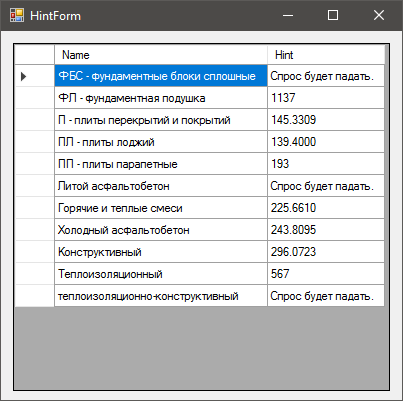 HintForm
Name Hint
ФБС - фундаментные блоки сплошные Спрос будет падать.
ФЛ - фундаментная подушка 1137
П - плиты перекрытий и покрытий 145.3309
ПЛ - плиты лоджий 139.4000
ПП - плиты парапетные 193
Литой асфальтобетон Спрос будет падать.
Горячие и теплые смеси 225.6610
Холодный асфальтобетон 243.8095
Конструктивный 296.0723
Теплоизоляционный 567
теплоизоляционно-конструктивный Спрос будет падать.